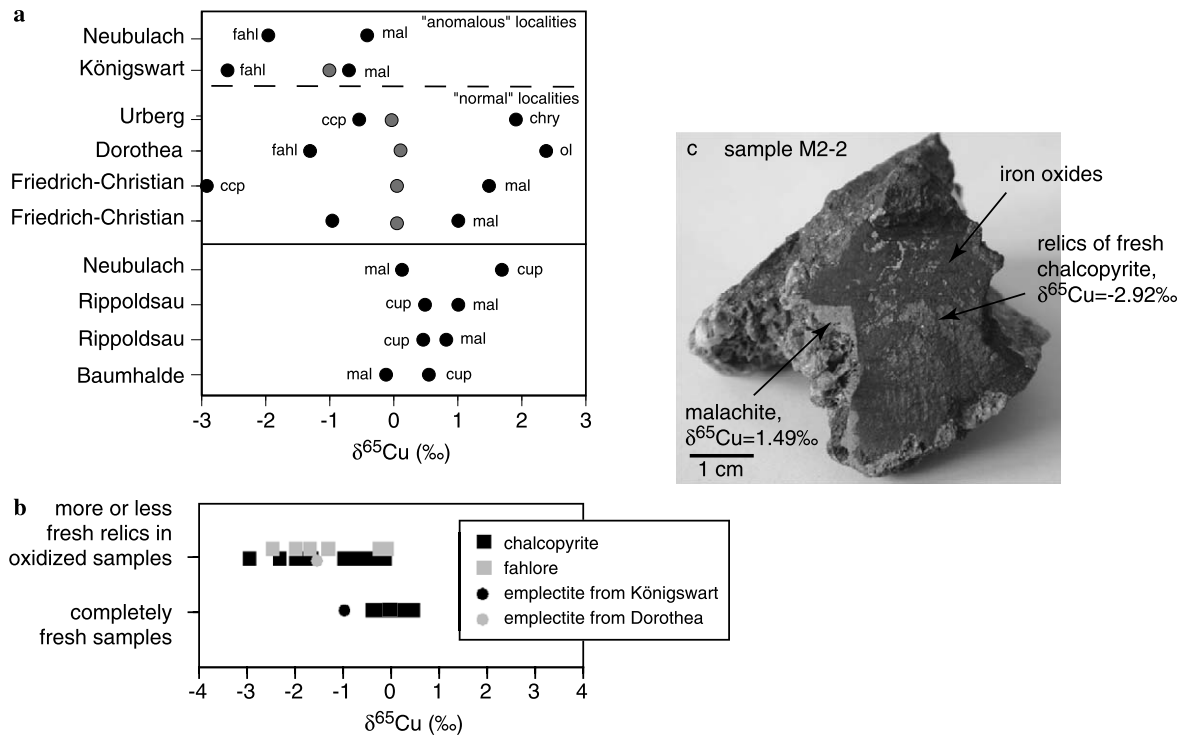 a
"anomalous" localities
Neubulach
fahl
mal
Königswart
fahl
mal
"normal" localities
Urberg
ccp
chry
Dorothea
fahl
ol
Friedrich-Christian
ccp
mal
Friedrich-Christian
mal
Neubulach
mal
cup
Rippoldsau
cup
mal
Rippoldsau
cup
mal
Baumhalde
mal
cup
-3 -2 -1 0 1 2 3
δ65Cu (‰)
c sample M2-2
iron oxides
relics of fresh
chalcopyrite,
δ65Cu=-2.92‰
malachite,
δ65Cu=1.49‰
1 cm
b
more or less
fresh relics in
oxidized samples
completely
fresh samples
chalcopyrite
fahlore
emplectite from Königswart
emplectite from Dorothea
-4 -3 -2 -1 0 1 2 3 4
δ65Cu (‰)